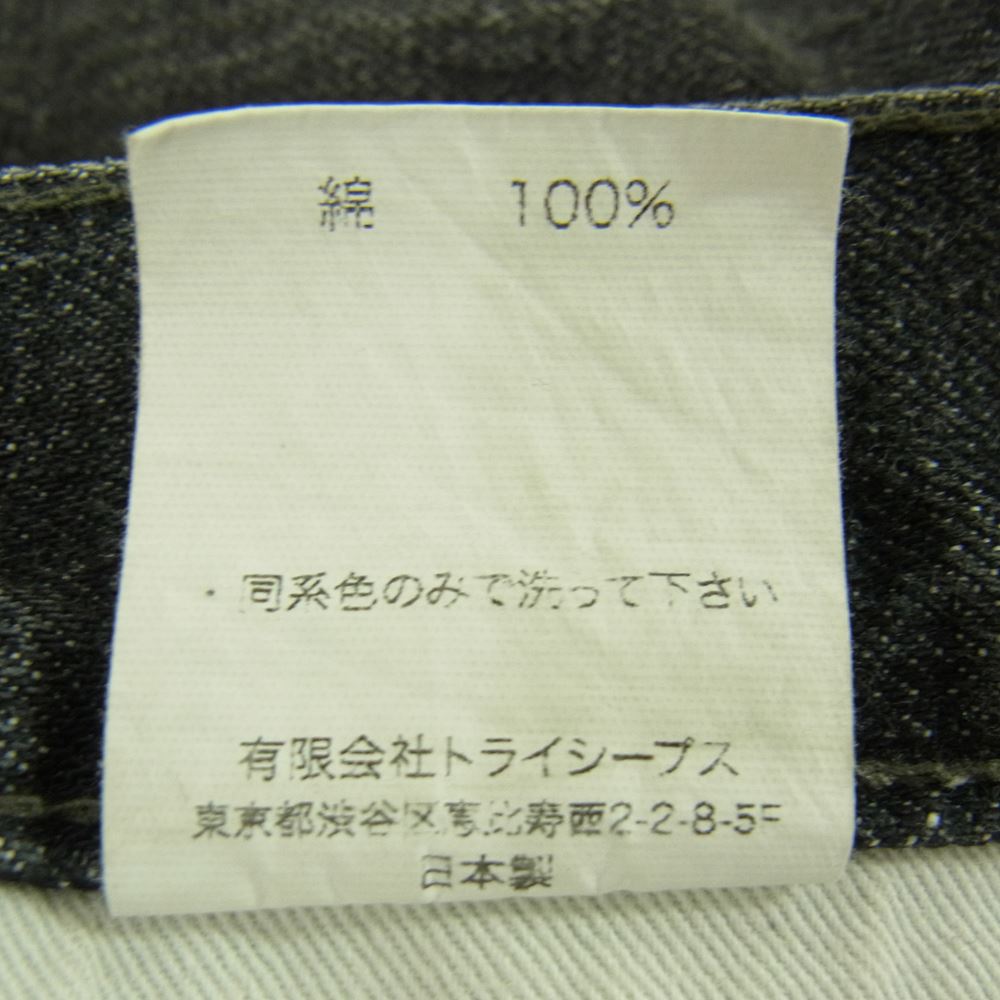 綿 100%
・同系色のみで洗って下さい
有限会社トライシープス
東京都渋谷区恵比寿西2-2-8-5F
日本製